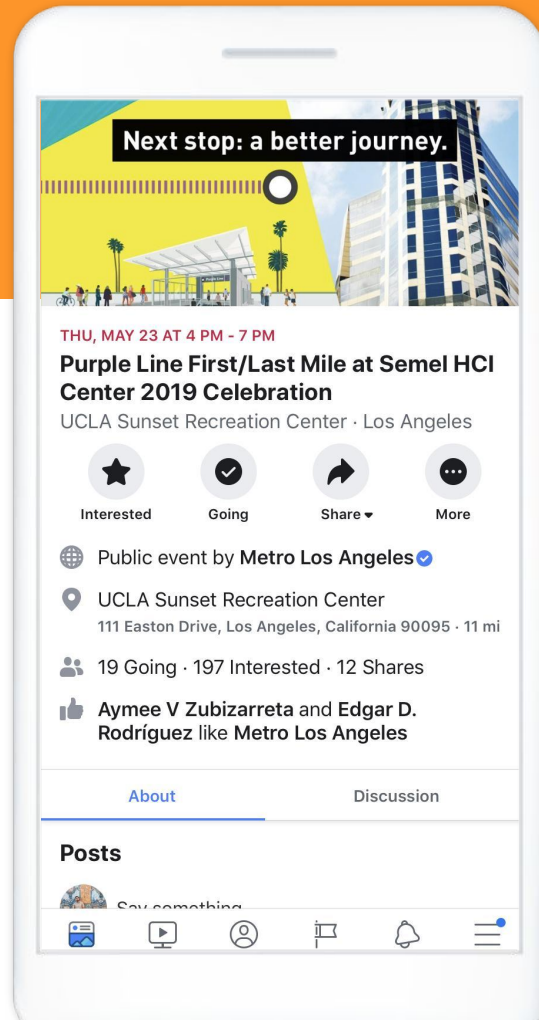 Next stop: a better journey.
THU, MAY 23 AT 4 PM - 7 PM
Purple Line First/Last Mile at Semel HCI
Center 2019 Celebration
UCLA Sunset Recreation Center · Los Angeles
Interested
Going
Share
More
Public event by Metro Los Angeles
UCLA Sunset Recreation Center
111 Easton Drive, Los Angeles, California 90095 · 11 mi
19 Going · 197 Interested · 12 Shares
Aymee V Zubizarreta and Edgar D.
Rodríguez like Metro Los Angeles
About
Discussion
Posts
Say something